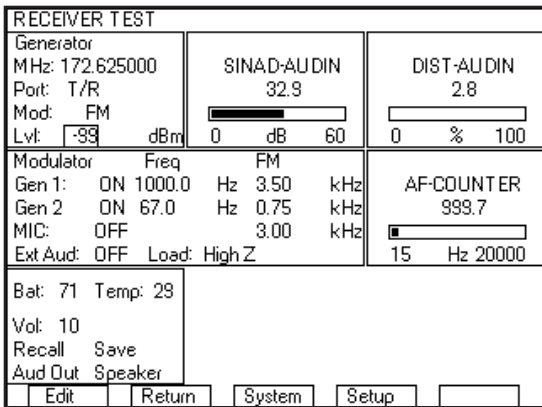 RECEIVER TEST
Generator
MHz: 172.625000
Port: T/R
Mod: FM
Lvl: -99 dBm
SINAD-AUDIN
32.9
0 dB 60
DIST-AUDIN
2.8
0 % 100
Modulator Freq FM
Gen 1: ON 1000.0 Hz 3.50 kHz
Gen 2 ON 67.0 Hz 0.75 kHz
MIC: OFF 3.00 kHz
Ext Aud: OFF Load: High Z
AF-COUNTER
999.7
15 Hz 20000
Bat: 71 Temp: 29
Vol: 10
Recall Save
Aud Out Speaker
Edit Return System Setup